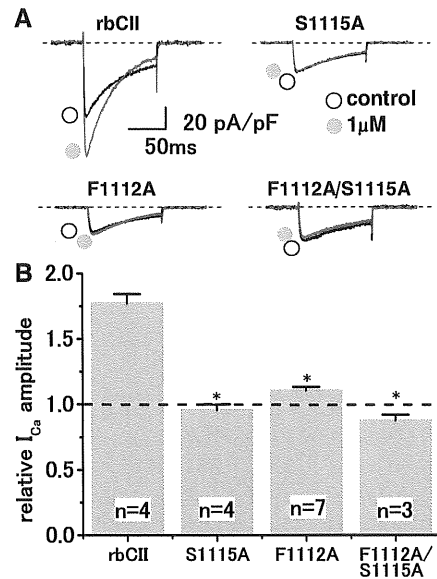 A
rbCII
S1115A
control
1μM
20 pA/pF
50ms
F1112A
F1112A/S1115A
B
relative I_Ca amplitude
2.0
1.5
1.0
0.5
0.0
*
*
*
n=4
n=4
n=7
n=3
rbCII
S1115A
F1112A
F1112A/
S1115A